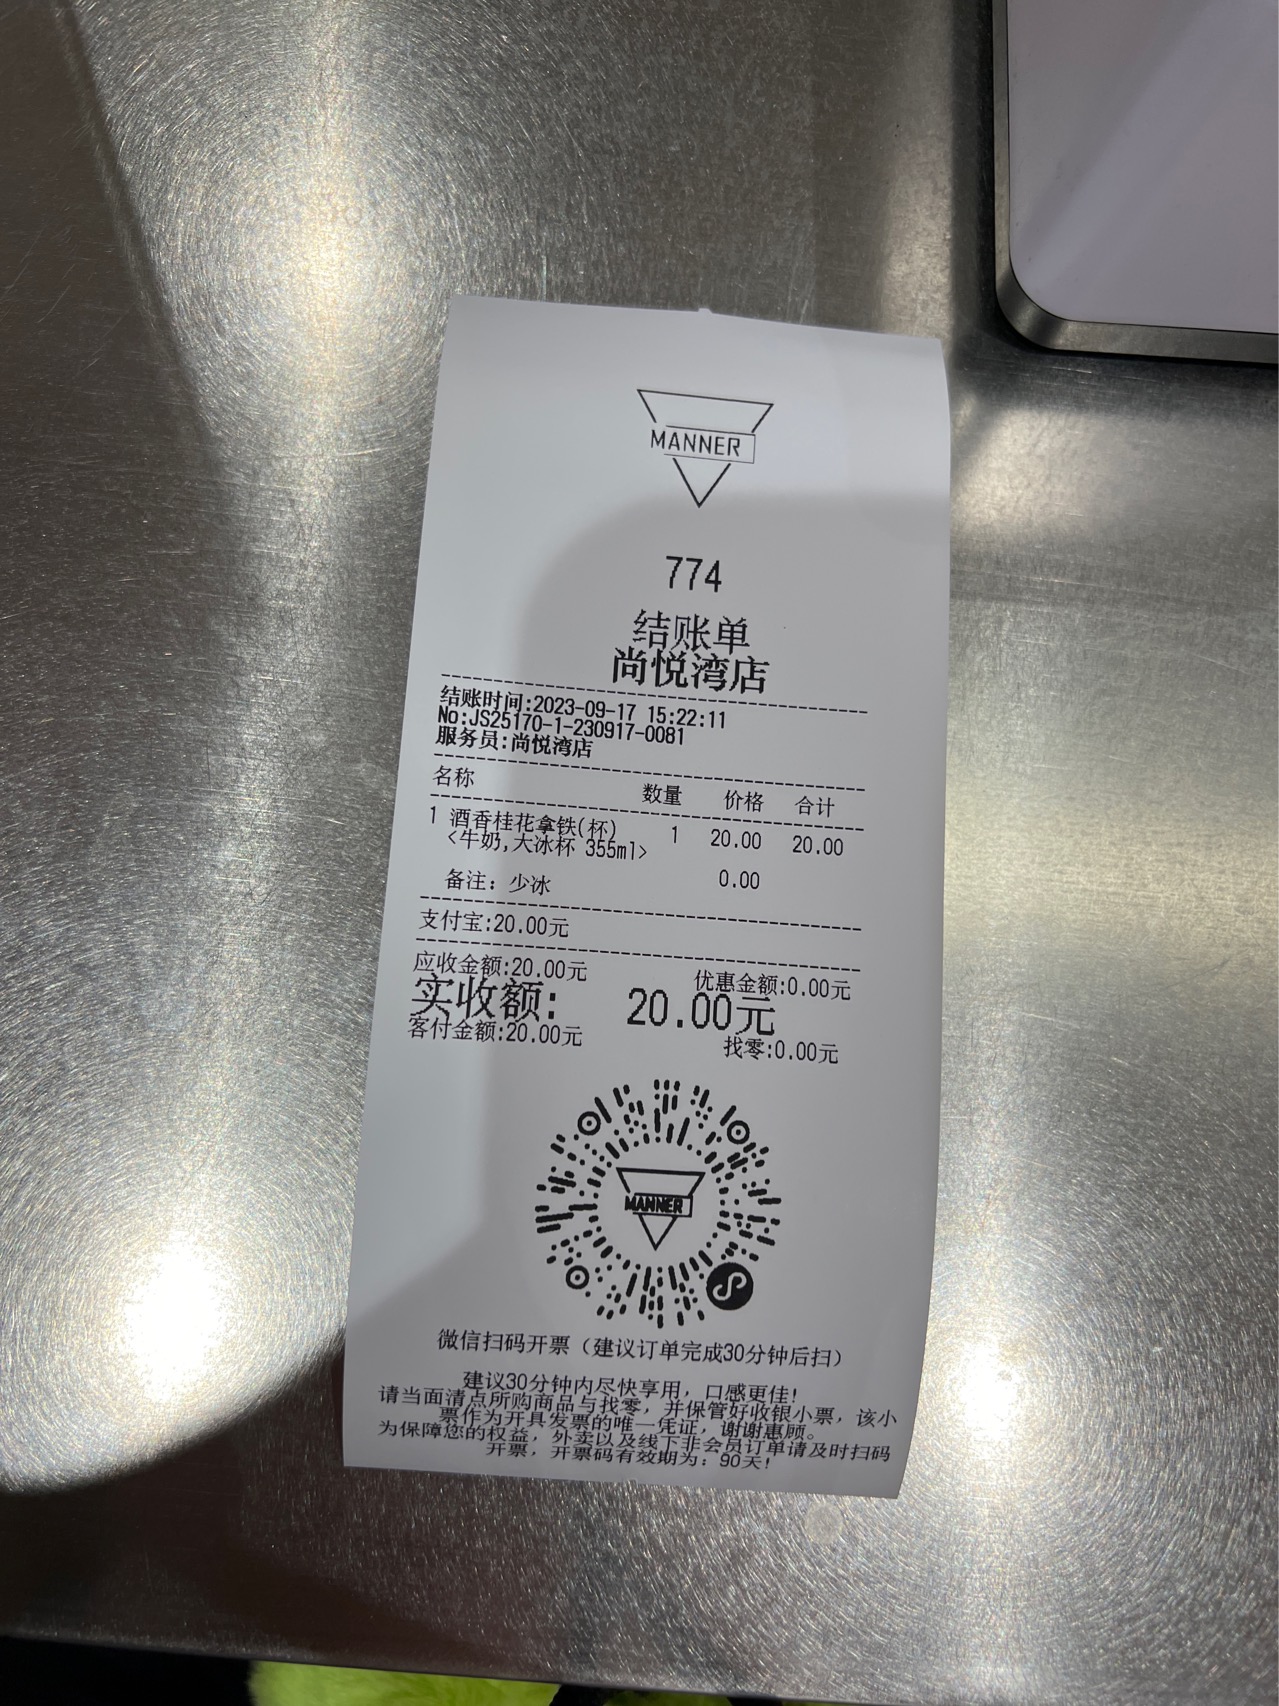 MANNER
774
结账单
尚悦湾店
结账时间:2023-09-17 15:22:11
No:JS25170-1-230917-0081
服务员:尚悦湾店
名称 数量 价格 合计
1 酒香桂花拿铁(杯) 1 20.00 20.00
<牛奶,大冰杯 355ml>
备注：少冰 0.00
支付宝:20.00元
应收金额:20.00元 优惠金额:0.00元
实收额: 20.00元
客付金额:20.00元 找零:0.00元
MANNER
微信扫码开票（建议订单完成30分钟后扫）
建议30分钟内尽快享用，口感更佳!
请当面清点所购商品与找零，并保管好收银小票，该小
票作为开具发票的唯一凭证，谢谢惠顾。
为保障您的权益，外卖以及线下非会员订单请及时扫码
开票，开票码有效期为：90天!